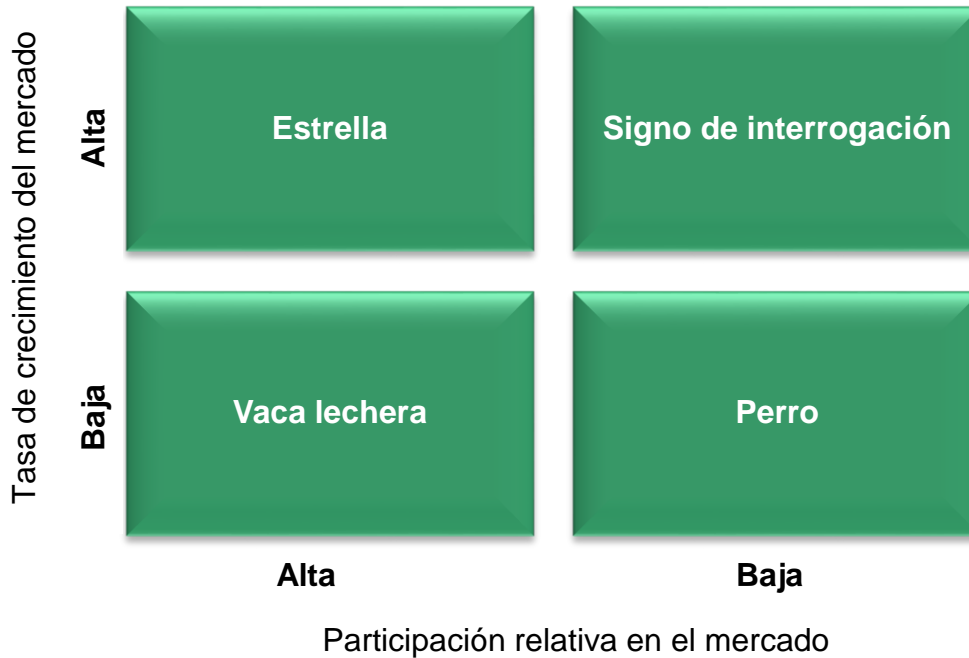 Tasa de crecimiento del mercado
Alta
Estrella
Signo de interrogación
Baja
Vaca lechera
Perro
Alta
Baja
Participación relativa en el mercado